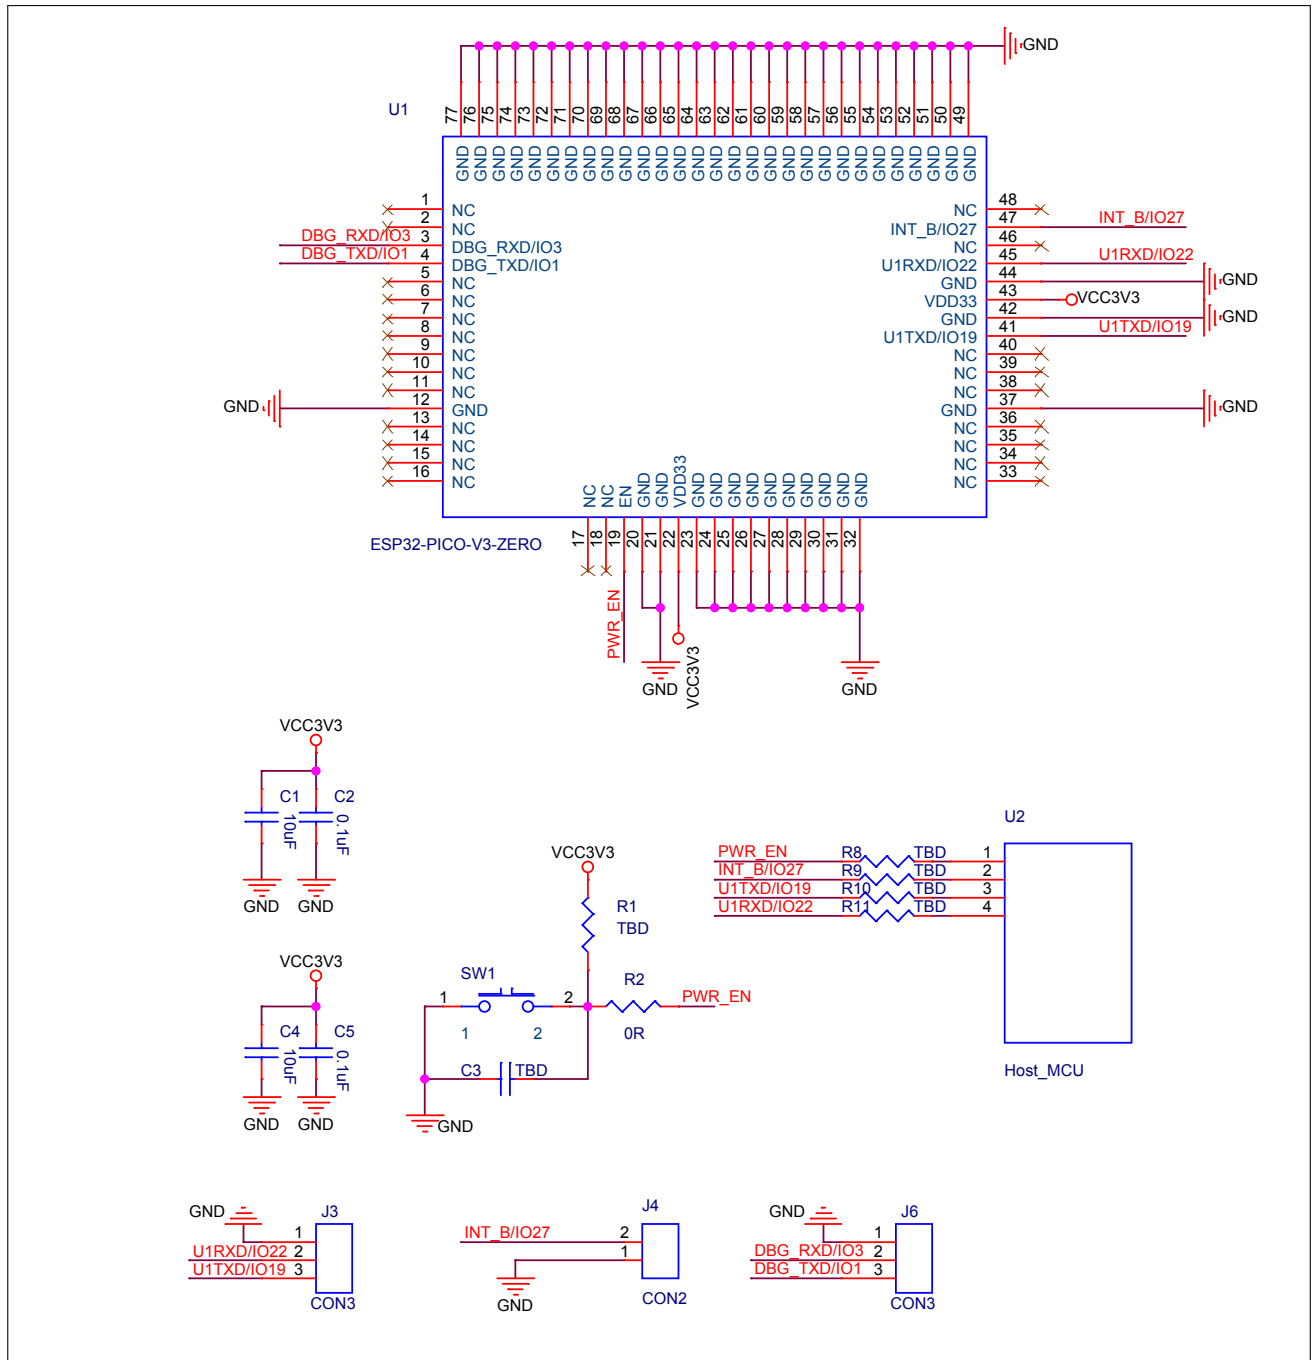 GND
U1
77 76 75 74 73 72 71 70 69 68 67 66 65 64 63 62 61 60 59 58 57 56 55 54 53 52 51 50 49
GND GND GND GND GND GND GND GND GND GND GND GND GND GND GND GND GND GND GND GND GND GND GND GND GND GND GND GND GND
1 NC
2 NC
DBG_RXD/IO3 3 DBG_RXD/IO3
DBG_TXD/IO1 4 DBG_TXD/IO1
5 NC
6 NC
7 NC
8 NC
9 NC
10 NC
11 NC
GND 12 GND
13 NC
14 NC
15 NC
16 NC
NC 48
INT_B/IO27 47 INT_B/IO27
NC 46
U1RXD/IO22 45 U1RXD/IO22
GND 44 GND
VDD33 43 VCC3V3
GND 42 GND
U1TXD/IO19 41 U1TXD/IO19
NC 40
NC 39
NC 38
GND 37 GND
NC 36
NC 35
NC 34
NC 33
NC NC EN GND GND VDD33 GND GND GND GND GND GND GND GND GND GND
17 18 19 20 21 22 23 24 25 26 27 28 29 30 31 32
ESP32-PICO-V3-ZERO
PWR_EN
GND
VCC3V3
GND
VCC3V3
C1 10uF
C2 0.1uF
GND GND
VCC3V3
C4 10uF
C5 0.1uF
GND GND
VCC3V3
R1
TBD
SW1
1 2
1 2
R2
0R
PWR_EN
C3 TBD
GND
U2
PWR_EN R8 TBD 1
INT_B/IO27 R9 TBD 2
U1TXD/IO19 R10 TBD 3
U1RXD/IO22 R11 TBD 4
Host_MCU
J3
GND 1
U1RXD/IO22 2
U1TXD/IO19 3
CON3
J4
INT_B/IO27 2
1
GND
CON2
J6
GND 1
DBG_RXD/IO3 2
DBG_TXD/IO1 3
CON3